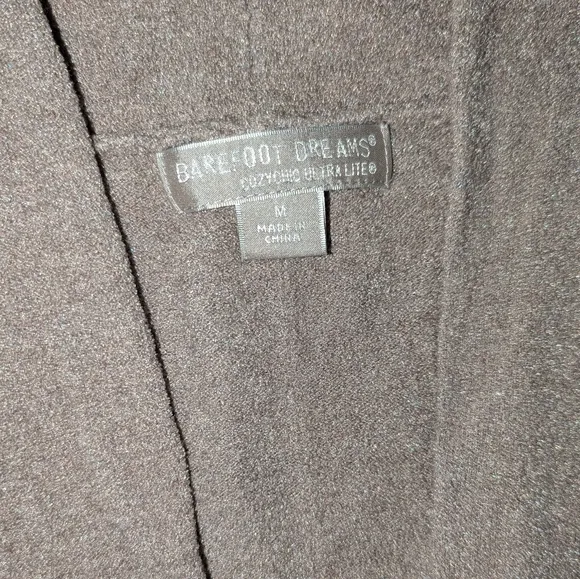 BAREFOOT DREAMS®
COZYCHIC ULTRA LITE®
M
MADE IN
CHINA